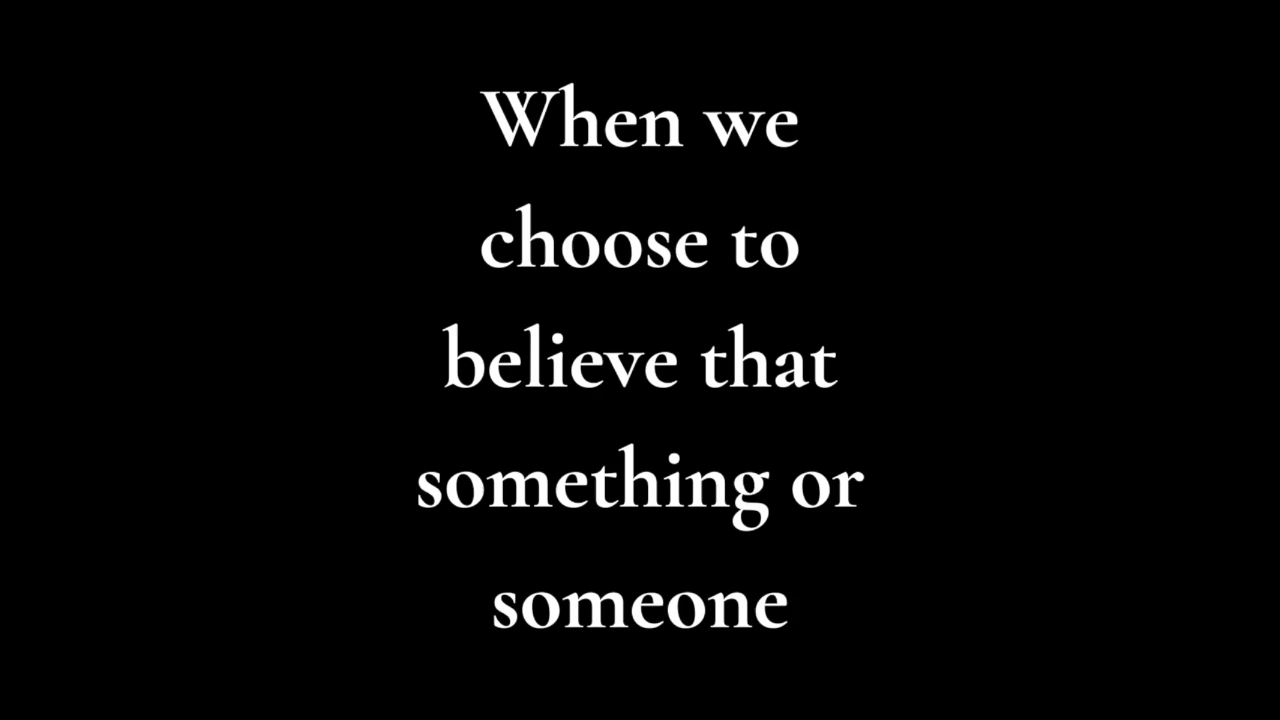 When we
choose to
believe that
something or
someone